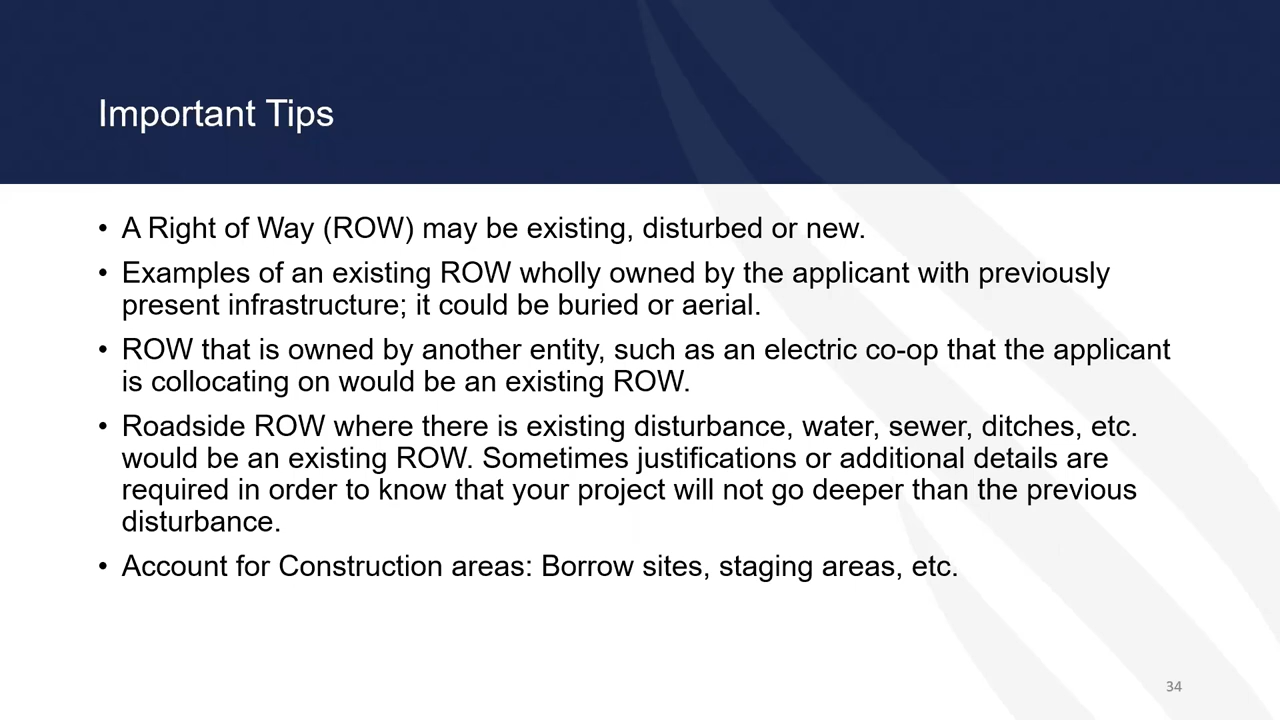 Important Tips
• A Right of Way (ROW) may be existing, disturbed or new.
• Examples of an existing ROW wholly owned by the applicant with previously
present infrastructure; it could be buried or aerial.
• ROW that is owned by another entity, such as an electric co-op that the applicant
is collocating on would be an existing ROW.
• Roadside ROW where there is existing disturbance, water, sewer, ditches, etc.
would be an existing ROW. Sometimes justifications or additional details are
required in order to know that your project will not go deeper than the previous
disturbance.
• Account for Construction areas: Borrow sites, staging areas, etc.
34